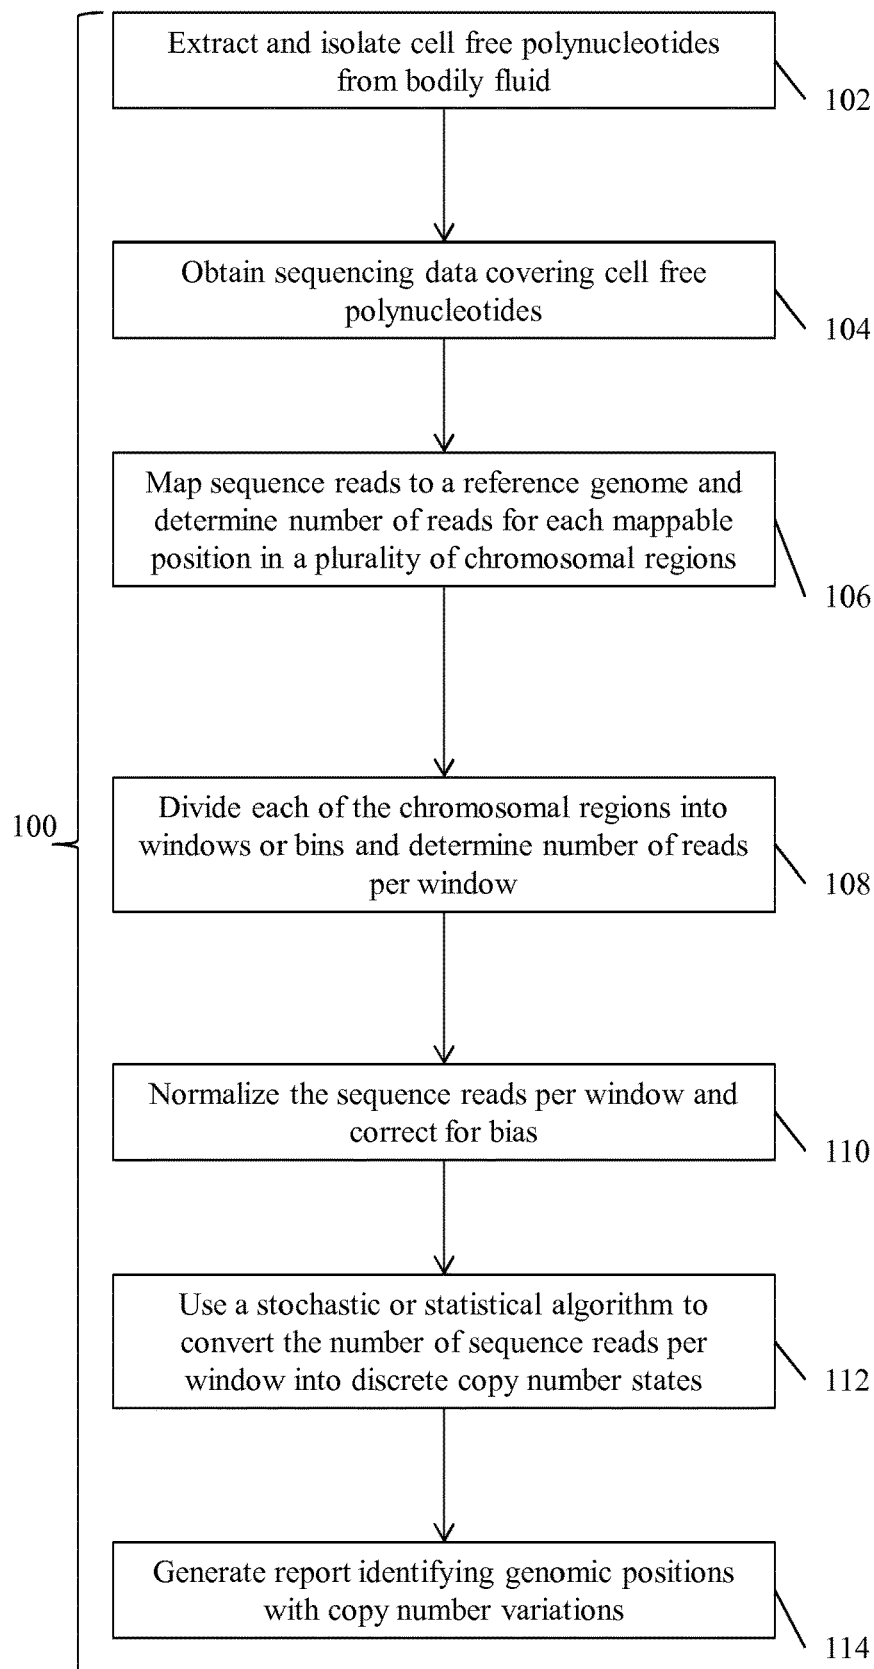 Extract and isolate cell free polynucleotides
from bodily fluid
102
Obtain sequencing data covering cell free
polynucleotides
104
Map sequence reads to a reference genome and
determine number of reads for each mappable
position in a plurality of chromosomal regions
106
100
Divide each of the chromosomal regions into
windows or bins and determine number of reads
per window
108
Normalize the sequence reads per window and
correct for bias
110
Use a stochastic or statistical algorithm to
convert the number of sequence reads per
window into discrete copy number states
112
Generate report identifying genomic positions
with copy number variations
114